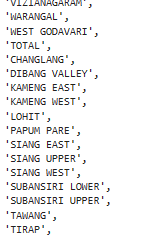 'VIZIANAGARAM',
'WARANGAL',
'WEST GODAVARI',
'TOTAL',
'CHANGLANG',
'DIBANG VALLEY',
'KAMENG EAST',
'KAMENG WEST',
'LOHIT',
'PAPUM PARE',
'SIANG EAST',
'SIANG UPPER',
'SIANG WEST',
'SUBANSIRI LOWER',
'SUBANSIRI UPPER',
'TAWANG',
'TIRAP',